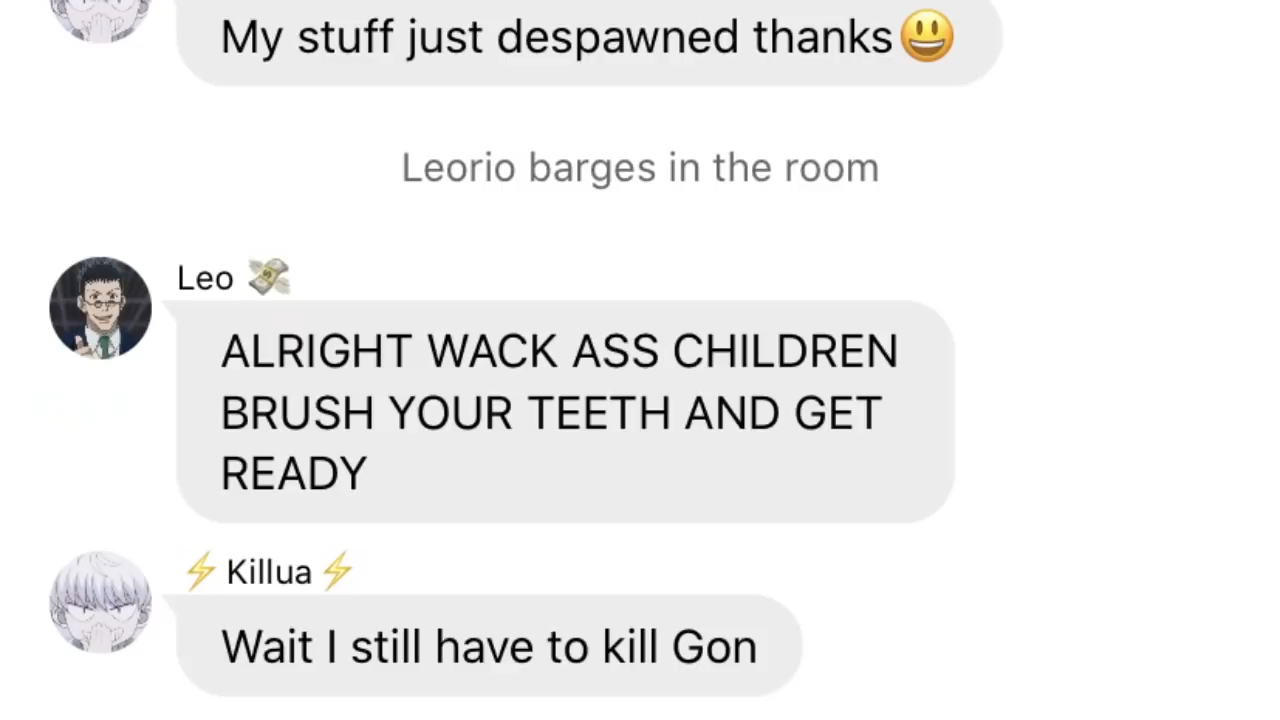 My stuff just despawned thanks😃
Leorio barges in the room
Leo 💸
ALRIGHT WACK ASS CHILDREN
BRUSH YOUR TEETH AND GET
READY
⚡Killua⚡
Wait I still have to kill Gon